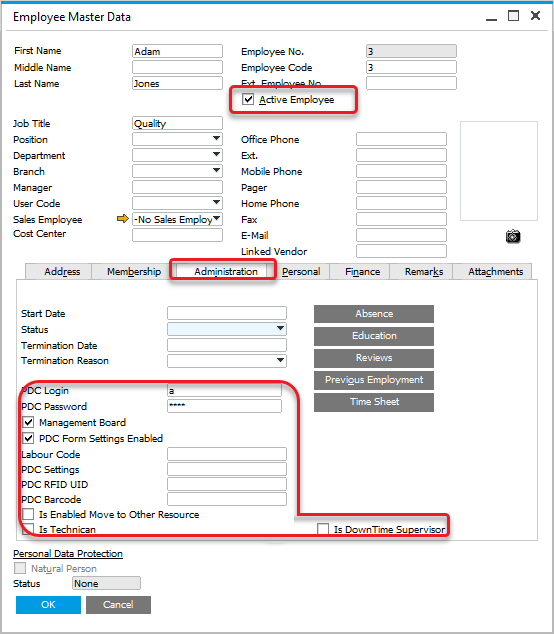 Employee Master Data
First Name Adam Employee No. 3
Middle Name Employee Code 3
Last Name Jones Ext. Employee No.
Active Employee
Job Title Quality
Position Office Phone
Department Ext.
Branch Mobile Phone
Manager Pager
User Code Home Phone
Sales Employee -No Sales Employ Fax
Cost Center E-Mail
Linked Vendor
Address Membership Administration Personal Finance Remarks Attachments
Start Date Absence
Status Education
Termination Date Reviews
Termination Reason Previous Employment
Time Sheet
PDC Login a
PDC Password ****
Management Board
PDC Form Settings Enabled
Labour Code
PDC Settings
PDC RFID UID
PDC Barcode
Is Enabled Move to Other Resource
Is Technican Is DownTime Supervisor
Personal Data Protection
Natural Person
Status None
OK Cancel